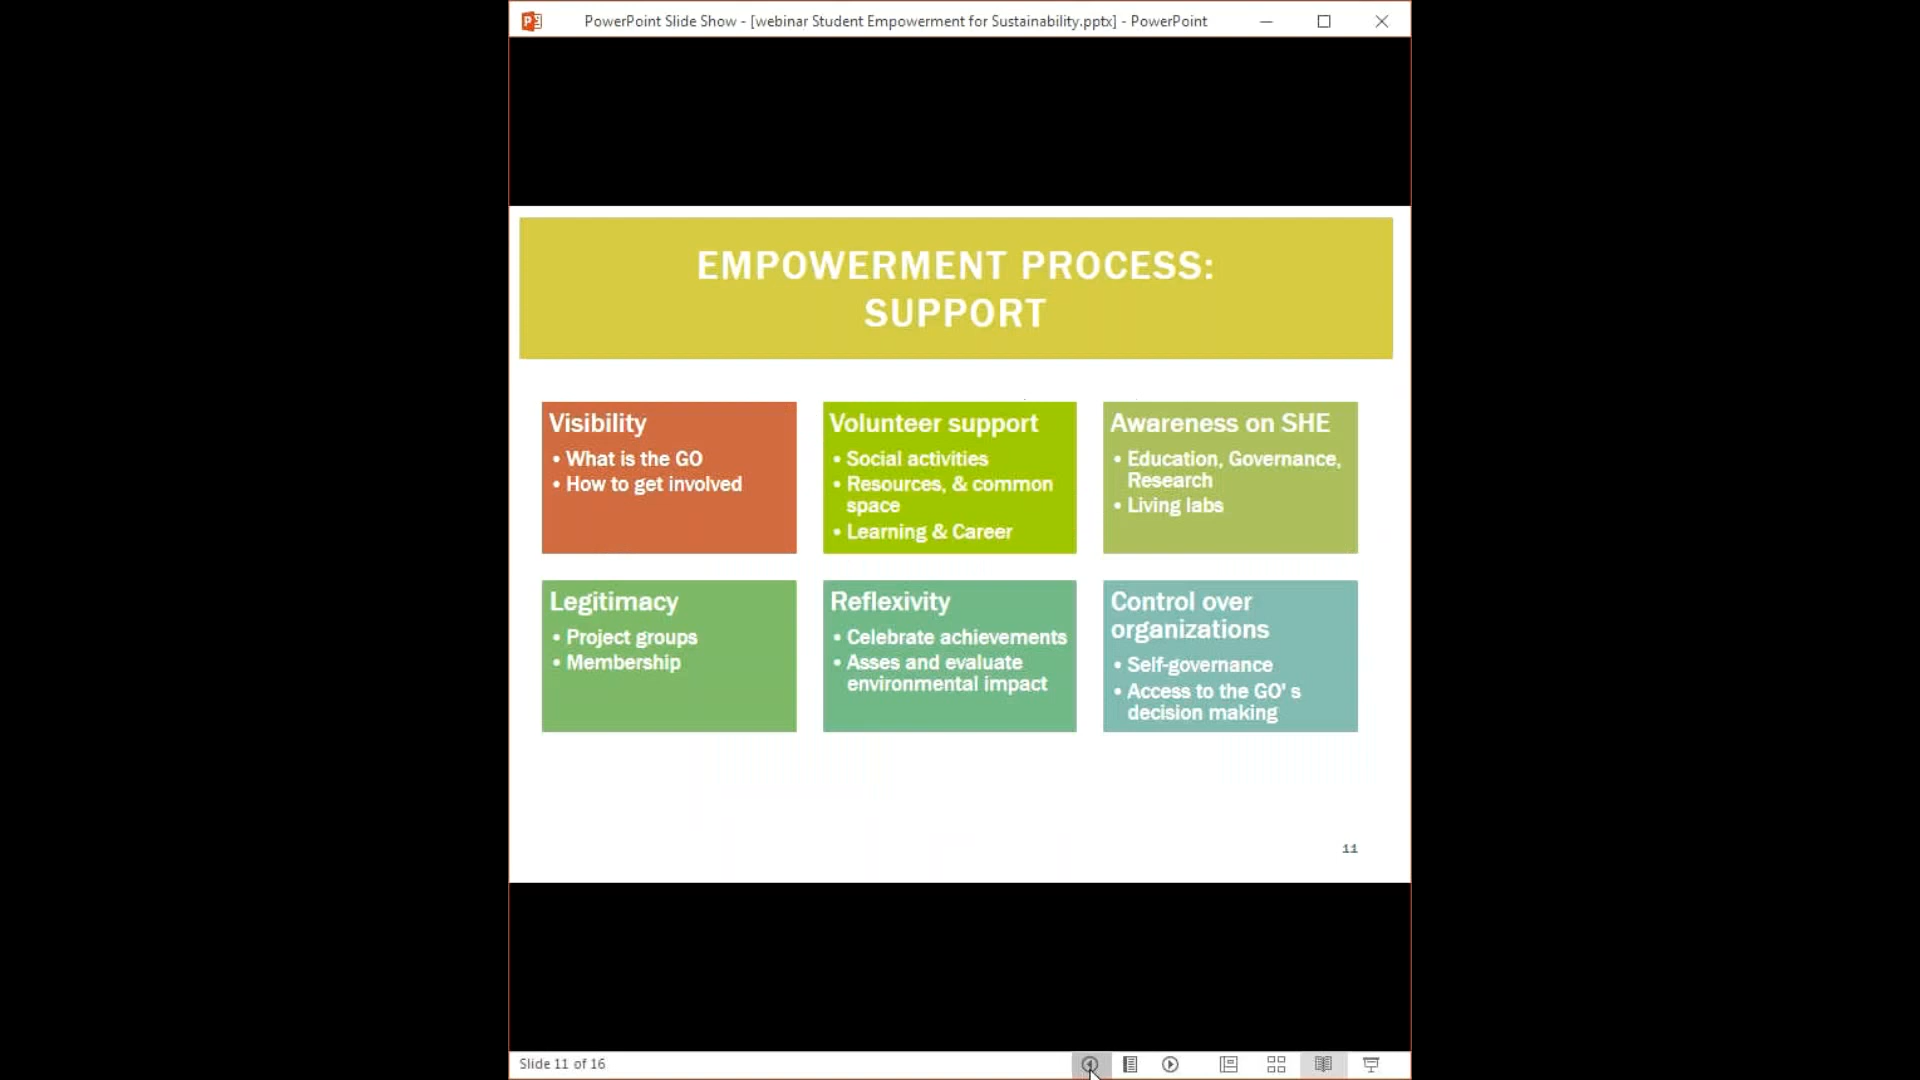 PowerPoint Slide Show - [webinar Student Empowerment for Sustainability.pptx] - PowerPoint
EMPOWERMENT PROCESS:
SUPPORT
Visibility
• What is the GO
• How to get involved
Volunteer support
• Social activities
• Resources, & common
space
• Learning & Career
Awareness on SHE
• Education, Governance,
Research
• Living labs
Legitimacy
• Project groups
• Membership
Reflexivity
• Celebrate achievements
• Asses and evaluate
environmental impact
Control over
organizations
• Self-governance
• Access to the GO' s
decision making
11
Slide 11 of 16